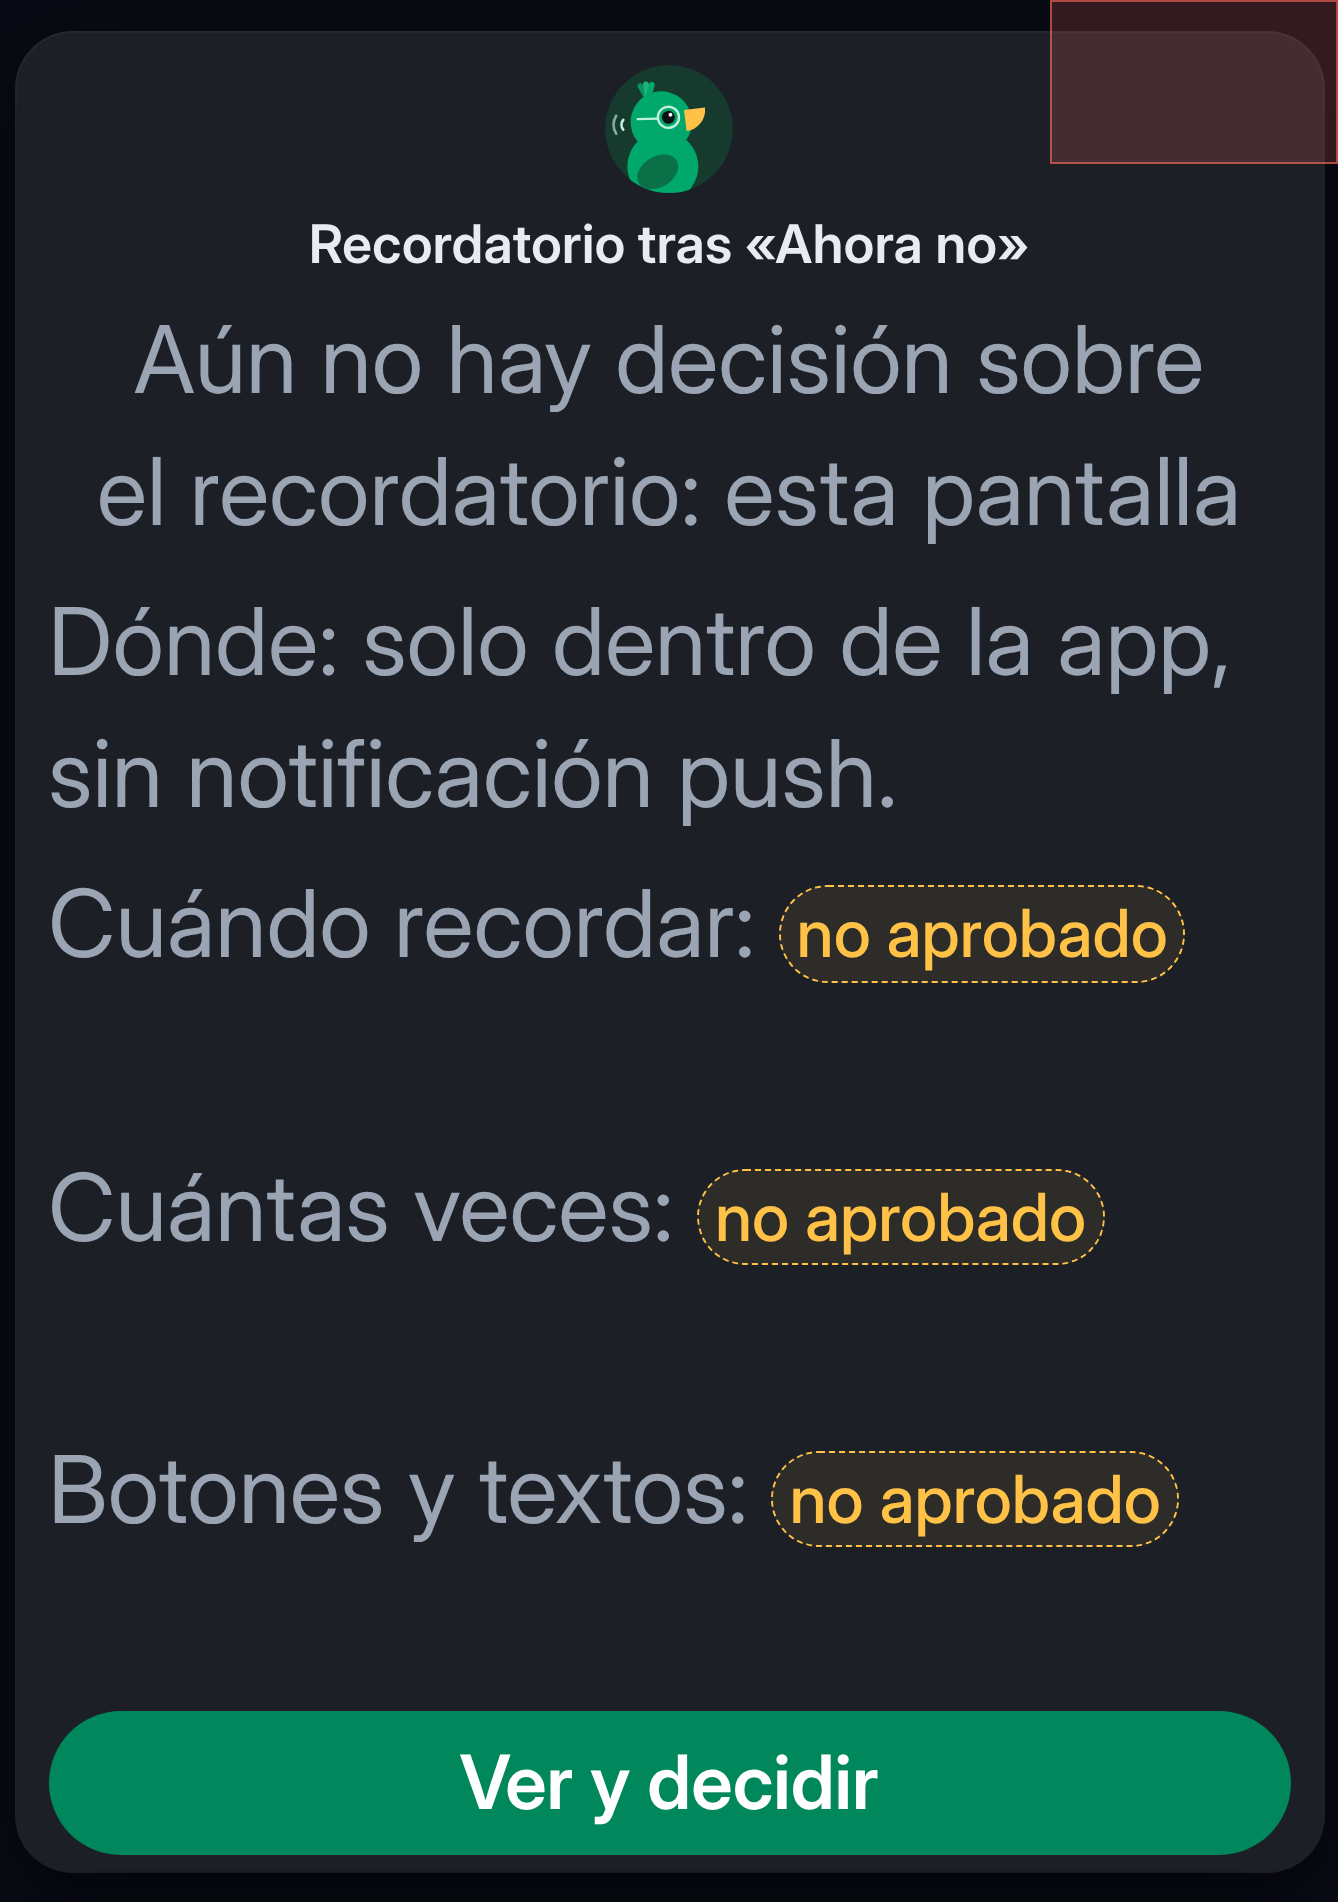 Recordatorio tras «Ahora no»
Aún no hay decisión sobre
el recordatorio: esta pantalla
Dónde: solo dentro de la app,
sin notificación push.
Cuándo recordar: no aprobado
Cuántas veces: no aprobado
Botones y textos: no aprobado
Ver y decidir